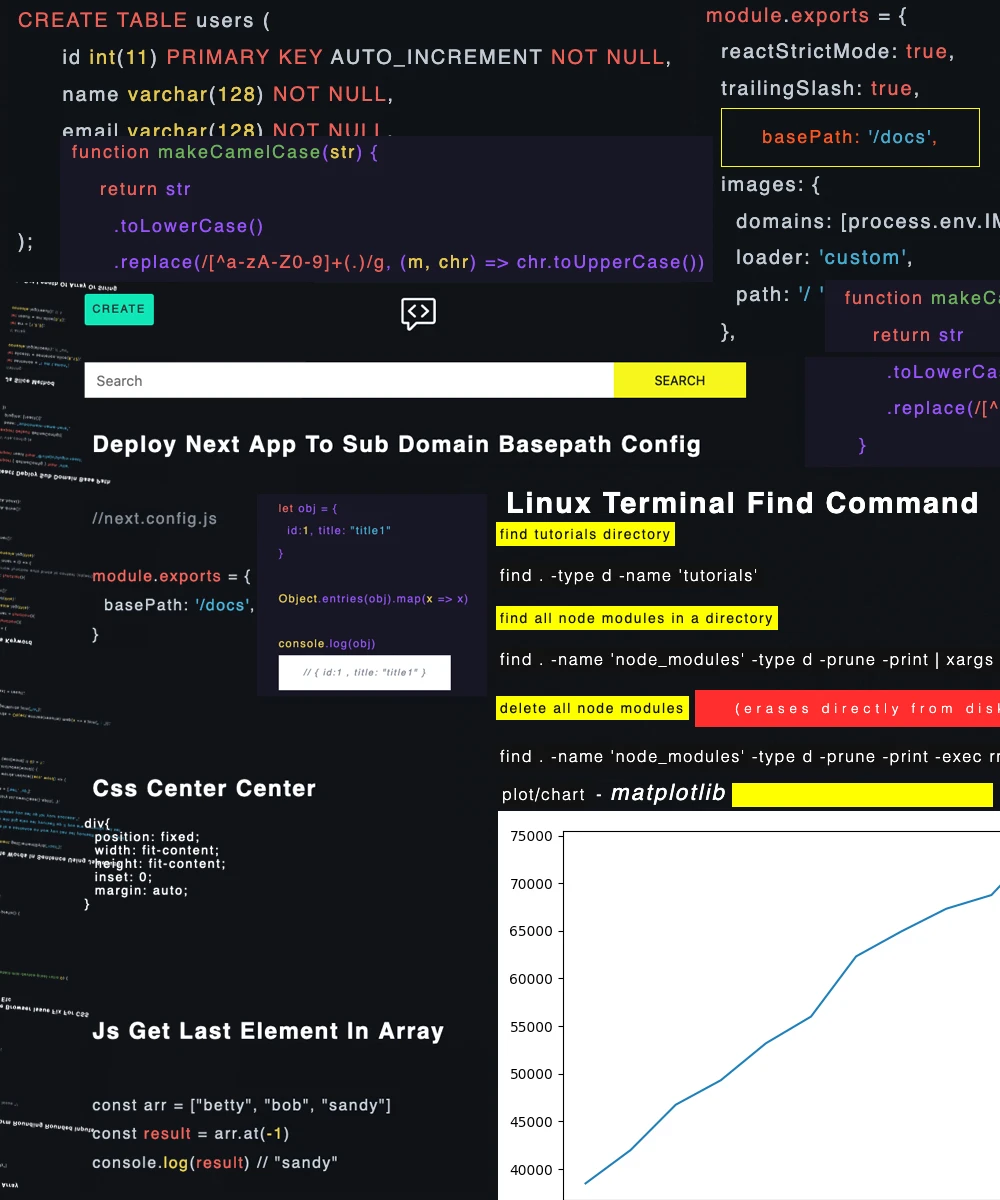 CREATE TABLE users (
id int(11) PRIMARY KEY AUTO_INCREMENT NOT NULL,
name varchar(128) NOT NULL,
email varchar(128) NOT NULL,
);
function makeCamelCase(str) {
return str
.toLowerCase()
.replace(/[^a-zA-Z0-9]+(.)/g, (m, chr) => chr.toUpperCase())
module.exports = {
reactStrictMode: true,
trailingSlash: true,
basePath: '/docs',
images: {
domains: [process.env.IM
loader: 'custom',
path: '/ '
},
function makeCa
return str
.toLowerCa
.replace(/[^
}
CREATE
Search
SEARCH
Deploy Next App To Sub Domain Basepath Config
//next.config.js
module.exports = {
basePath: '/docs',
}
let obj = {
id:1, title: "title1"
}
Object.entries(obj).map(x => x)
console.log(obj)
// { id:1 , title: "title1" }
Linux Terminal Find Command
find tutorials directory
find . -type d -name 'tutorials'
find all node modules in a directory
find . -name 'node_modules' -type d -prune -print | xargs
delete all node modules
(erases directly from disk
find . -name 'node_modules' -type d -prune -print -exec rm
plot/chart - matplotlib
75000
70000
65000
60000
55000
50000
45000
40000
Css Center Center
div{
position: fixed;
width: fit-content;
height: fit-content;
inset: 0;
margin: auto;
}
Js Get Last Element In Array
const arr = ["betty", "bob", "sandy"]
const result = arr.at(-1)
console.log(result) // "sandy"